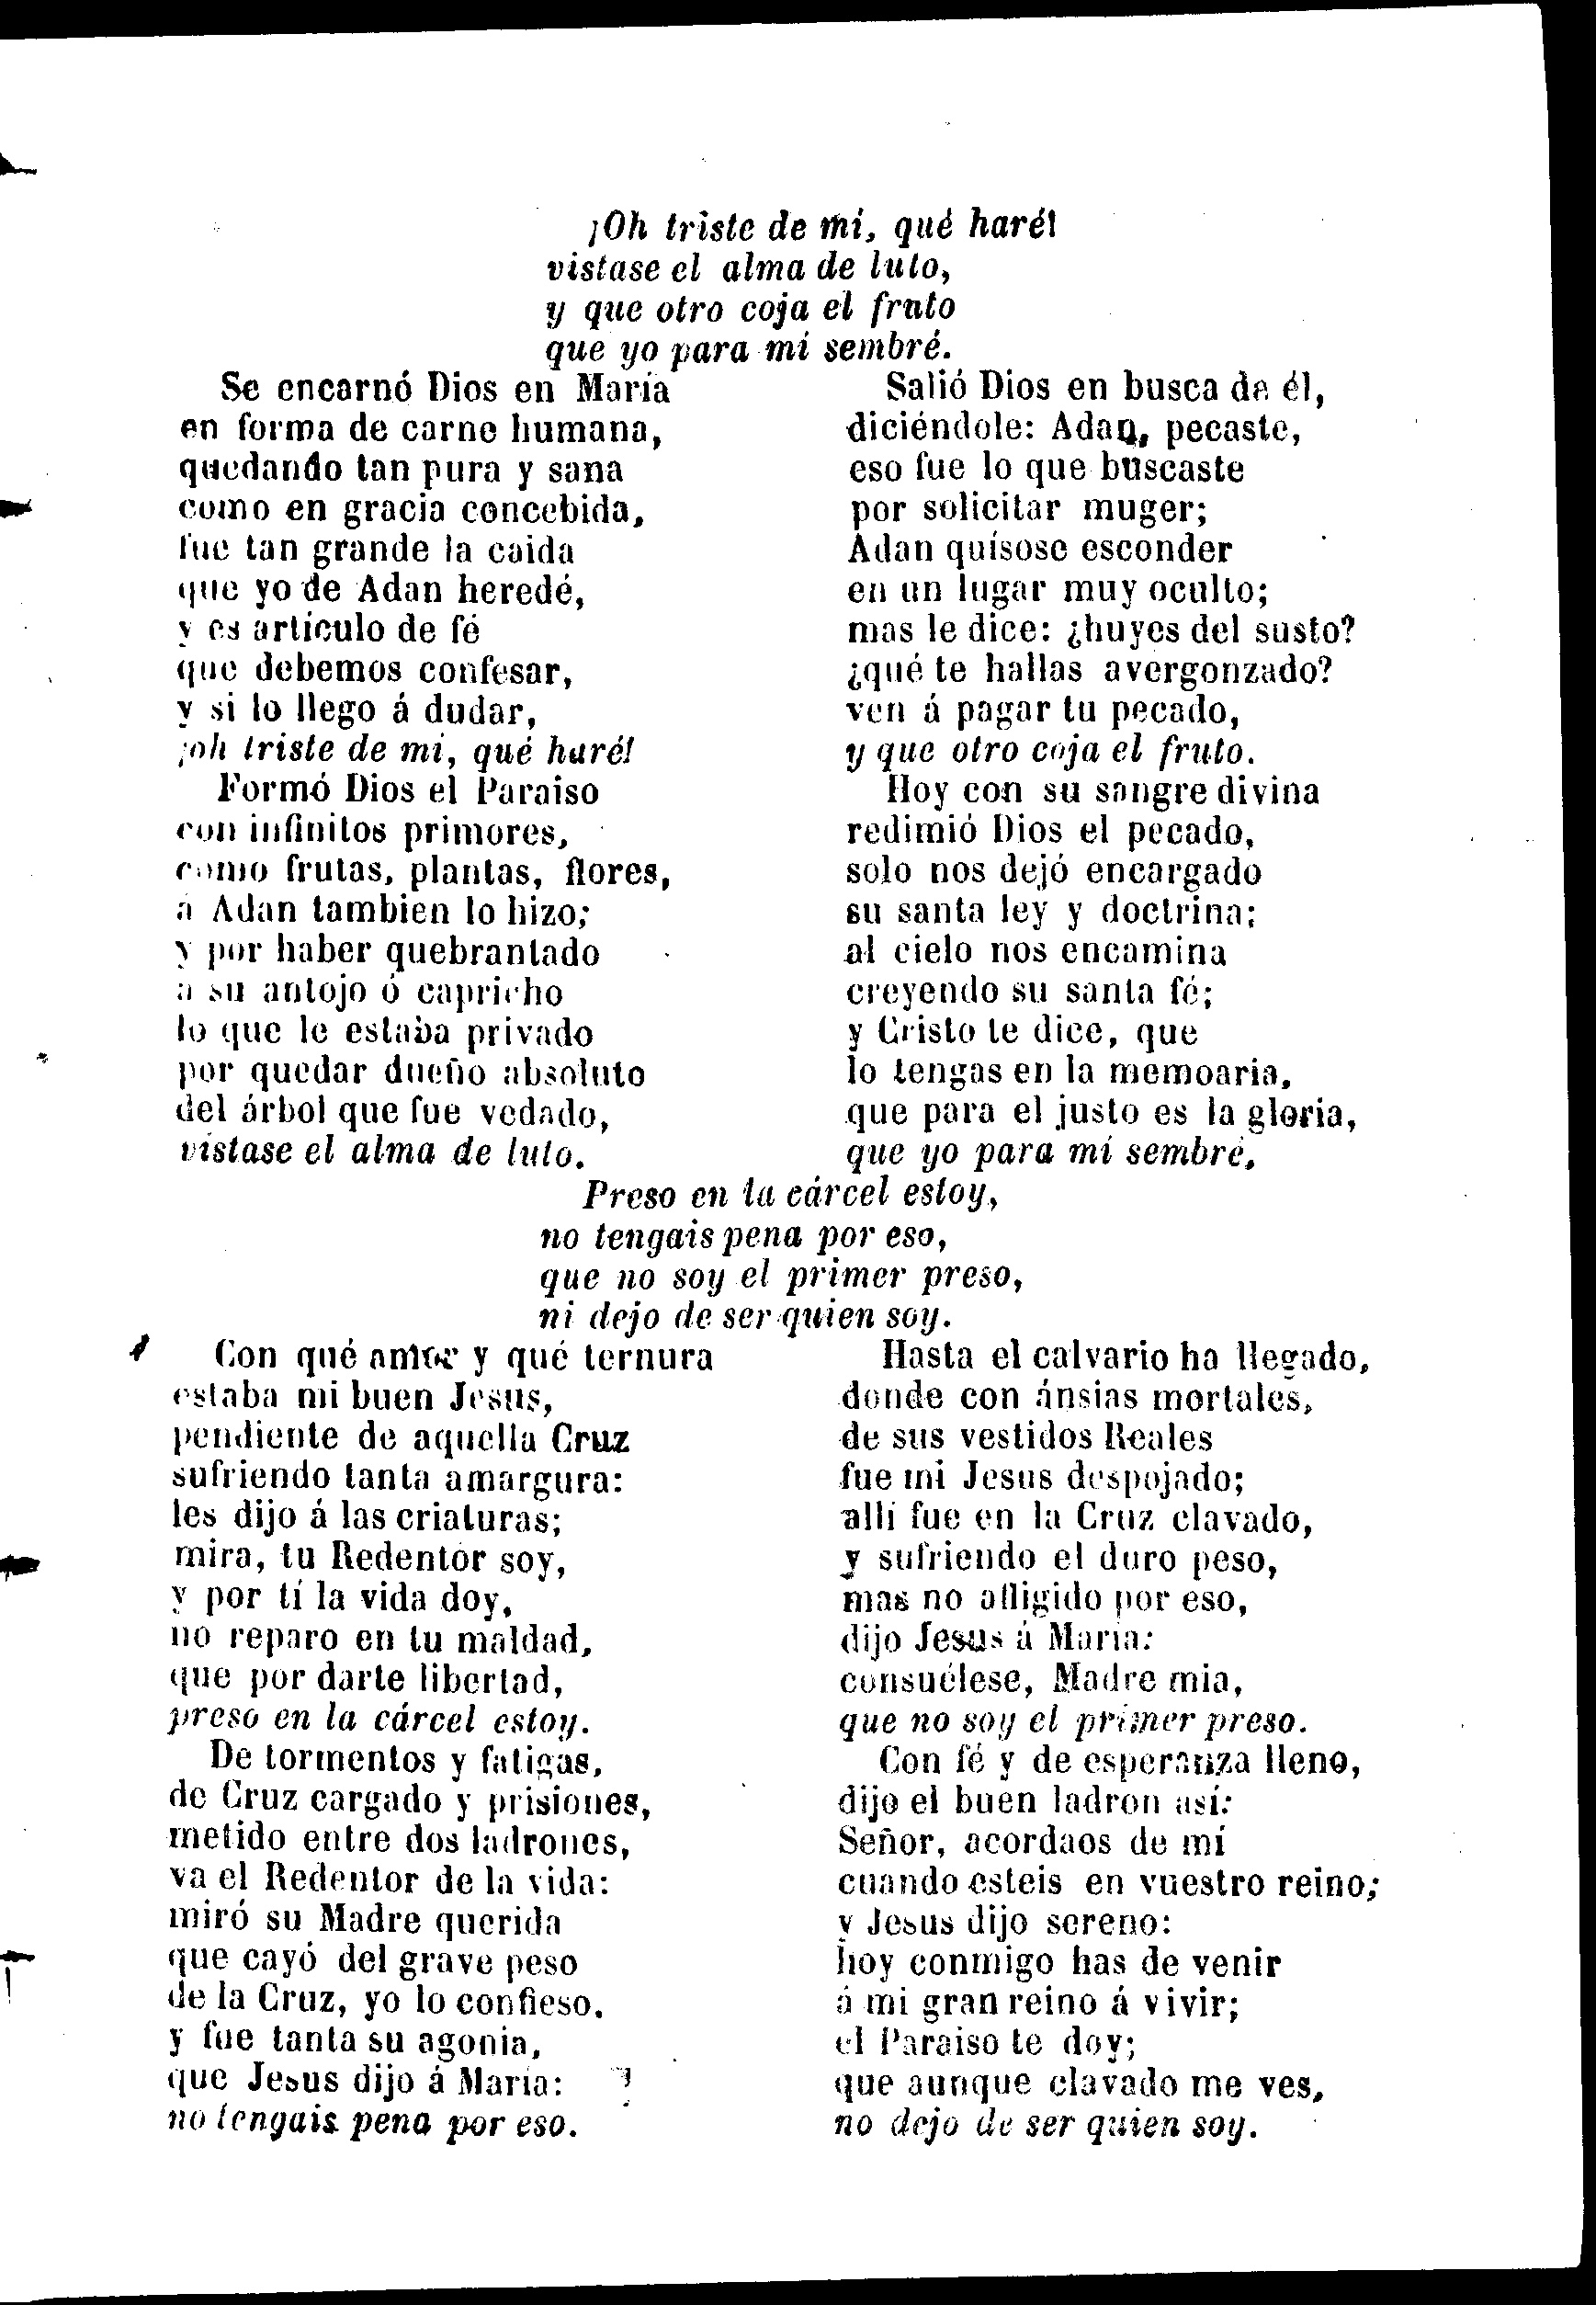 ¡Oh triste de mí, qué haré!
vistase el alma de luto,
y que otro coja el fruto
que yo para mí sembré.
Se encarnó Dios en María
en forma de carne humana,
quedando tan pura y sana
como en gracia concebida,
fue tan grande la caida
que yo de Adan heredé,
y es artículo de fé
que debemos confesar,
y si lo llego á dudar,
¡oh triste de mi, qué haré!
Formó Dios el Paraiso
con infinitos primores,
como frutas, plantas, flores,
á Adan tambien lo hizo;
y por haber quebrantado
á su antojo ó capricho
lo que le estaba privado
por quedar dueño absoluto
del árbol que fue vedado,
vístase el alma de luto.
Salió Dios en busca de él,
diciéndole: Adan, pecaste,
eso fue lo que buscaste
por solicitar muger;
Adan quísose esconder
en un lugar muy oculto;
mas le dice: ¿huyes del susto?
¿qué te hallas avergonzado?
ven á pagar tu pecado,
y que otro coja el fruto.
Hoy con su sangre divina
redimió Dios el pecado,
solo nos dejó encargado
su santa ley y doctrina;
al cielo nos encamina
creyendo su santa fé;
y Cristo te dice, que
lo tengas en la memoaria,
que para el justo es la gloria,
que yo para mí sembré.
Preso en la cárcel estoy,
no tengais pena por eso,
que no soy el primer preso,
ni dejo de ser quien soy.
Con qué amor y qué ternura
estaba mi buen Jesus,
pendiente de aquella Cruz
sufriendo tanta amargura:
les dijo á las criaturas;
mira, tu Redentor soy,
y por tí la vida doy,
no reparo en tu maldad,
que por darte libertad,
preso en la cárcel estoy.
De tormentos y fatigas,
de Cruz cargado y prisiones,
metido entre dos ladrones,
va el Redentor de la vida:
miró su Madre querida
que cayó del grave peso
de la Cruz, yo lo confieso,
y fue tanta su agonia,
que Jesus dijo á María:
no tengais pena por eso.
Hasta el calvario ha llegado,
donde con ánsias mortales,
de sus vestidos Reales
fue mi Jesus despojado;
allí fue en la Cruz clavado,
y sufriendo el duro peso,
mas no afligido por eso,
dijo Jesus á María:
consuélese, Madre mia,
que no soy el primer preso.
Con fé y de esperanza lleno,
dijo el buen ladron así:
Señor, acordaos de mí
cuando esteis en vuestro reino;
y Jesus dijo sereno:
hoy conmigo has de venir
á mi gran reino á vivir;
el Paraiso te doy;
que aunque clavado me ves,
no dejo de ser quien soy.